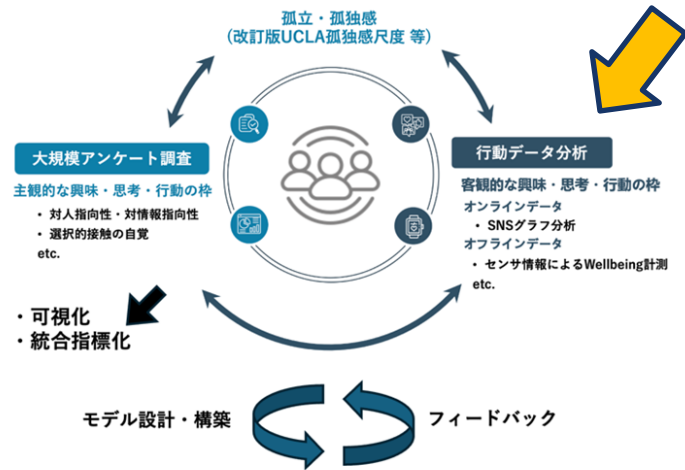 孤立・孤独感
（改訂版UCLA孤独感尺度 等）
大規模アンケート調査
主観的な興味・思考・行動の枠
・ 対人指向性・対情報指向性
・ 選択的接触の自覚
etc.
行動データ分析
客観的な興味・思考・行動の枠
オンラインデータ
・ SNSグラフ分析
オフラインデータ
・ センサ情報によるWellbeing計測
etc.
・可視化
・統合指標化
モデル設計・構築
フィードバック